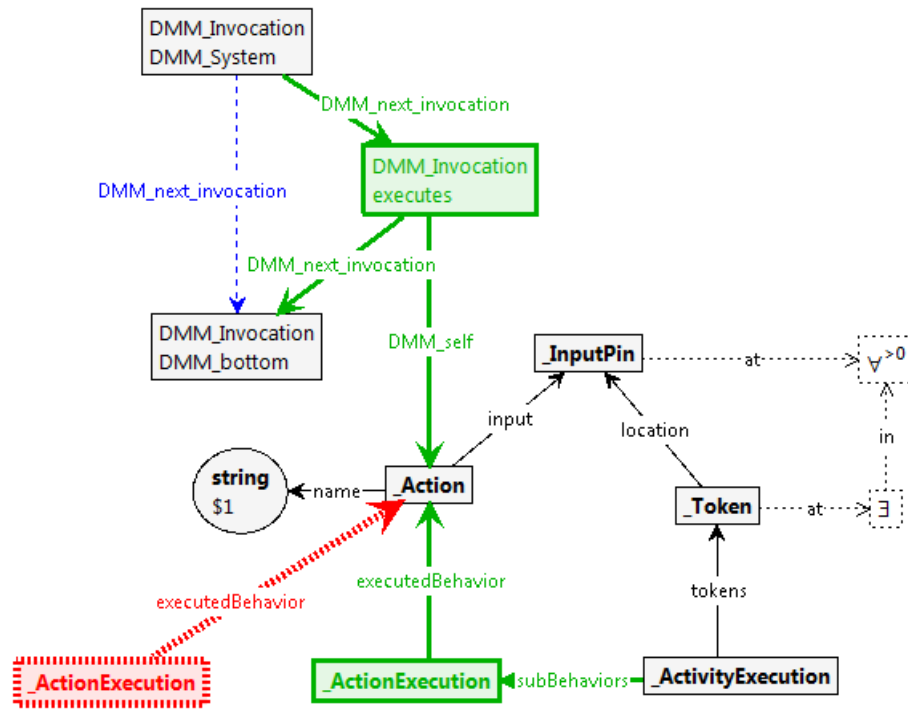 DMM_Invocation
DMM_System
DMM_next_invocation
DMM_Invocation
executes
DMM_next_invocation
DMM_next_invocation
DMM_Invocation
DMM_bottom
DMM_self
_InputPin
at
∀>0
input
location
in
string
$1
name
_Action
_Token
at
∃
executedBehavior
executedBehavior
tokens
_ActionExecution
_ActionExecution
subBehaviors
_ActivityExecution